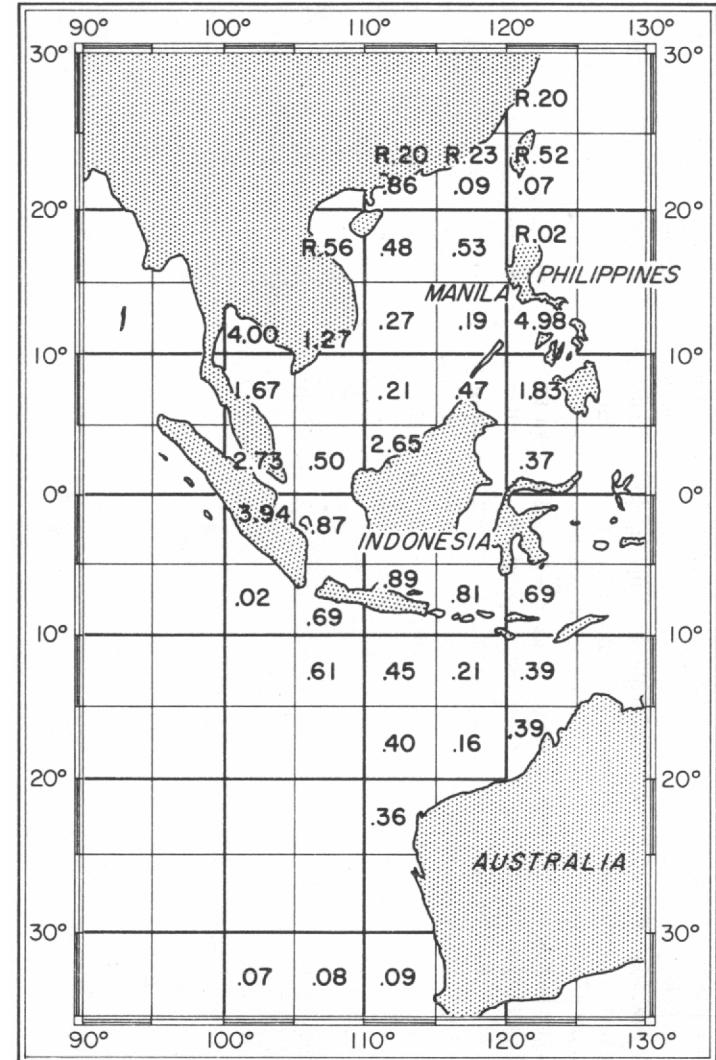 90° 100° 110° 120° 130°
30° 30°
R.20
R.20 R.23 R.52
.86 .09 .07
20° 20°
R.02
R.56 .48 .53
PHILIPPINES
MANILA
.27 .19 4.98
4.00 1.27
10° 10°
1.67 .21 .47 1.83
2.65
2.73 .50 .37
0° 0°
3.94 .87
INDONESIA
.89
.02 .81 .69
.69
10° 10°
.61 .45 .21 .39
.39
.40 .16
20° 20°
.36
AUSTRALIA
30° 30°
.07 .08 .09
90° 100° 110° 120° 130°